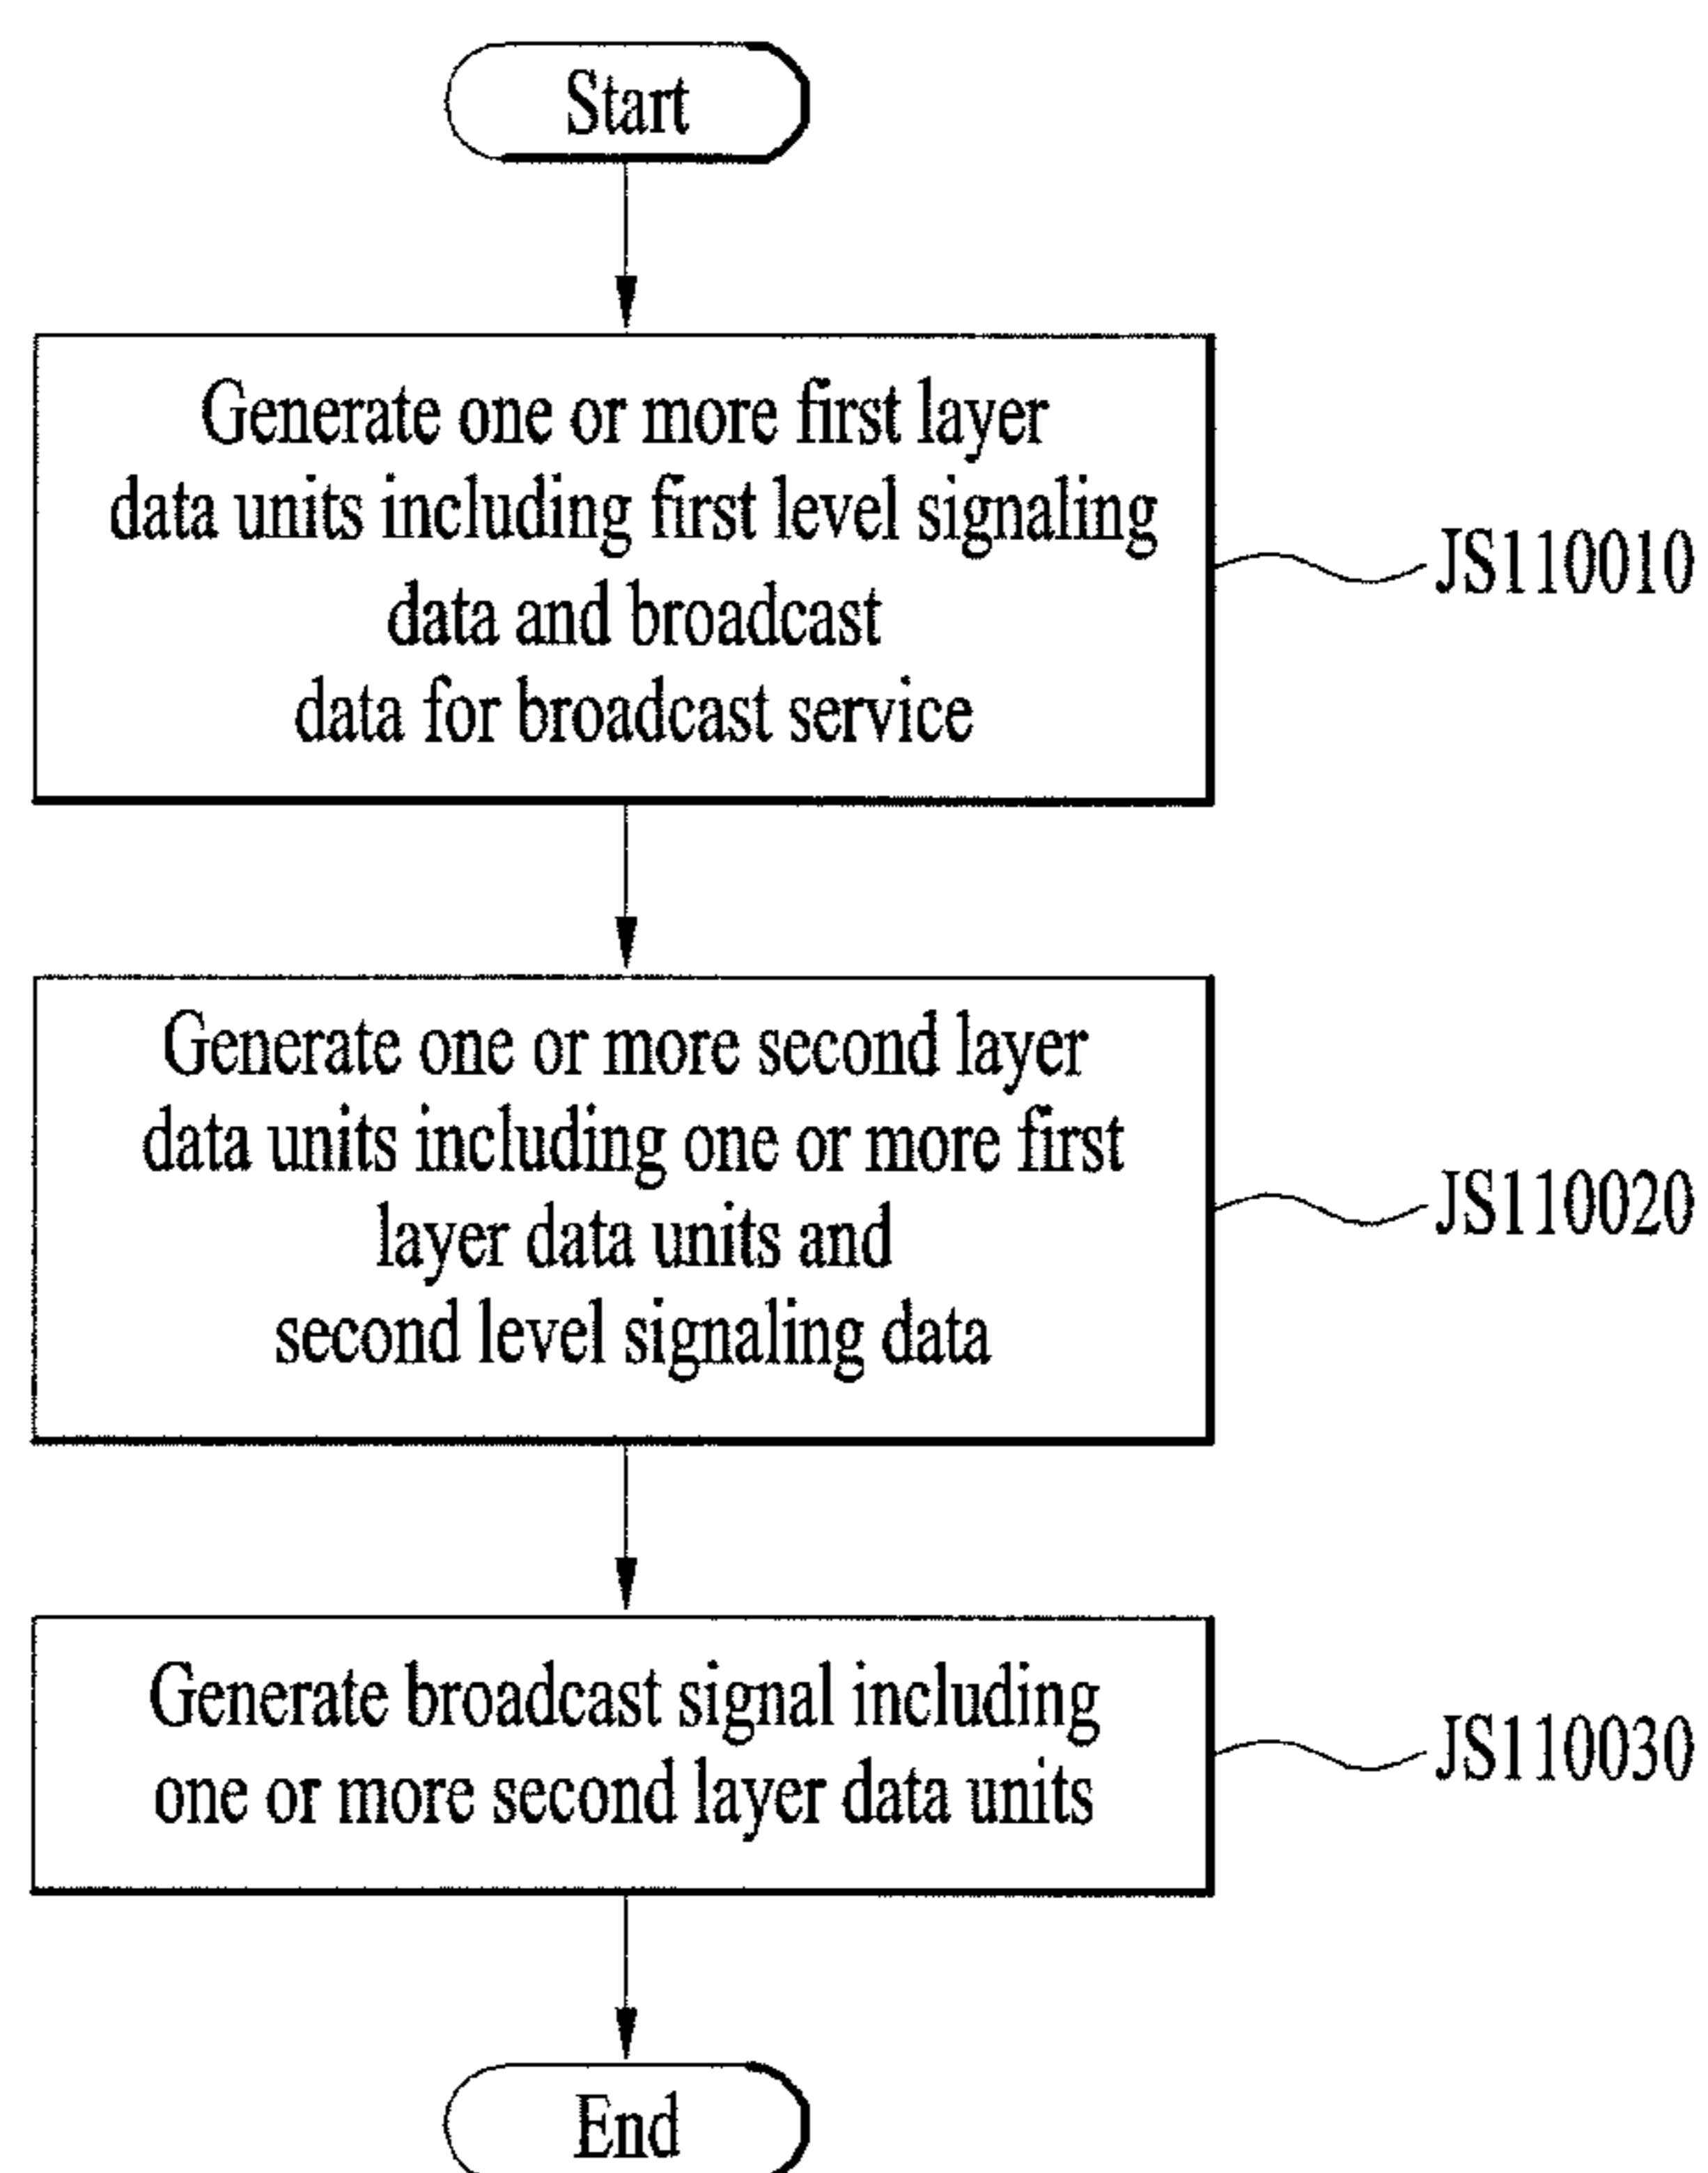 Start
Generate one or more first layer
data units including first level signaling
data and broadcast
data for broadcast service
JS110010
Generate one or more second layer
data units including one or more first
layer data units and
second level signaling data
JS110020
Generate broadcast signal including
one or more second layer data units
JS110030
End